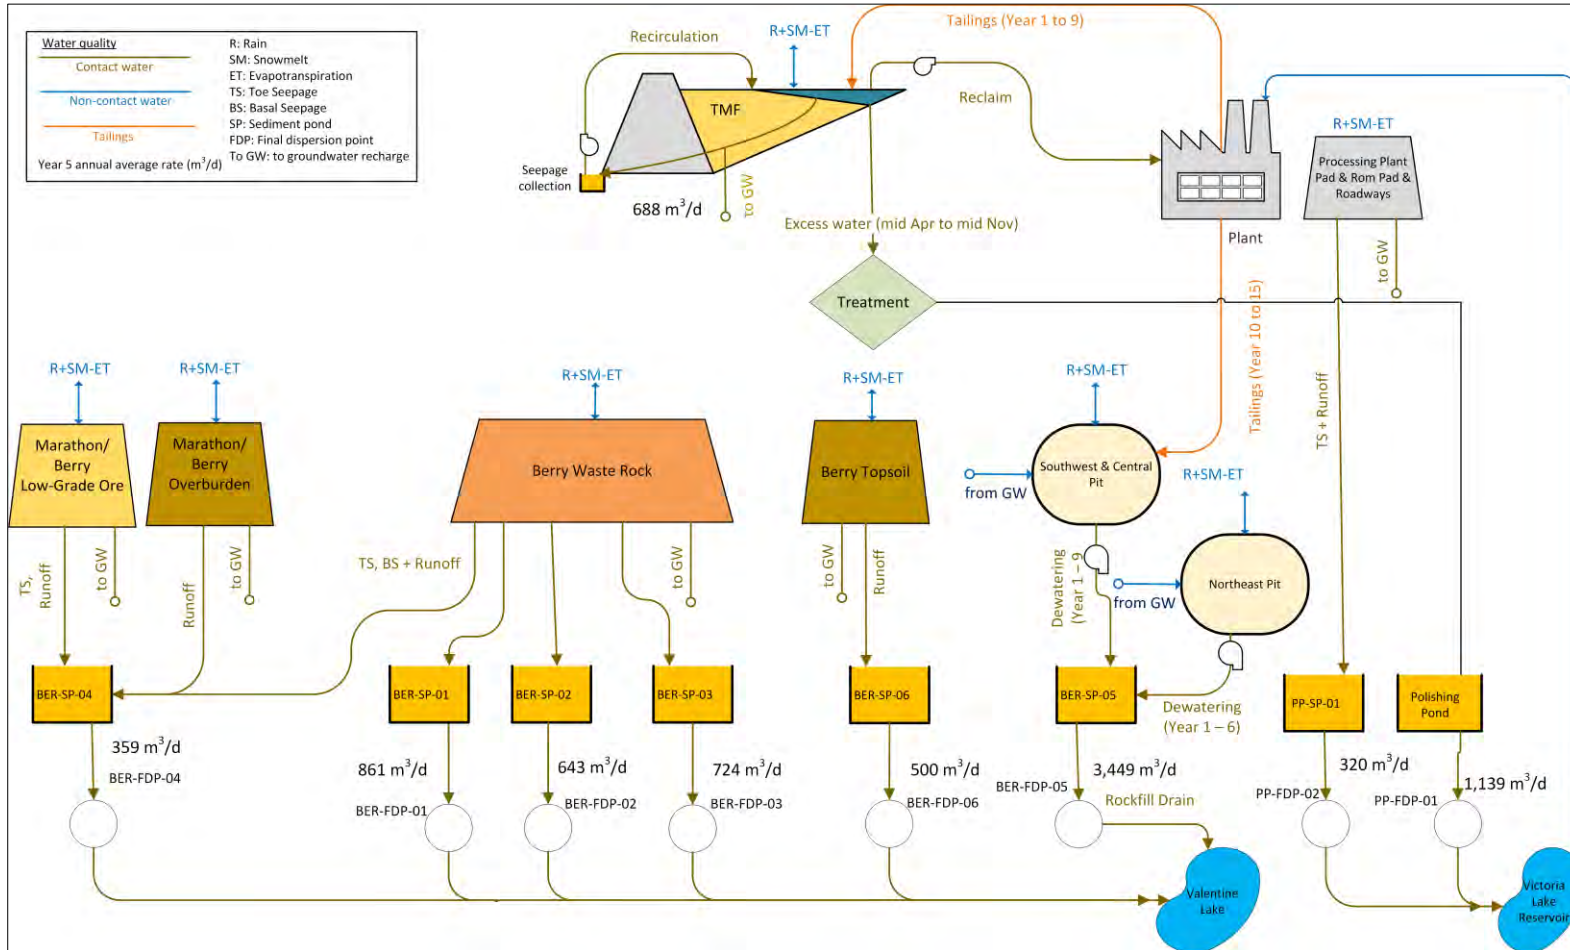 Water quality
Contact water
Non-contact water
Tailings
Year 5 annual average rate (m³/d)
R: Rain
SM: Snowmelt
ET: Evapotranspiration
TS: Toe Seepage
BS: Basal Seepage
SP: Sediment pond
FDP: Final dispersion point
To GW: to groundwater recharge
Recirculation
R+SM-ET
Tailings (Year 1 to 9)
TMF
Reclaim
Seepage
collection
688 m³/d
to GW
Excess water (mid Apr to mid Nov)
Treatment
Plant
R+SM-ET
Processing Plant
Pad & Rom Pad &
Roadways
to GW
Tailings (Year 10 to 15)
TS + Runoff
R+SM-ET
R+SM-ET
R+SM-ET
R+SM-ET
R+SM-ET
R+SM-ET
Marathon/
Berry
Low-Grade Ore
Marathon/
Berry
Overburden
Berry Waste Rock
Berry Topsoil
Southwest & Central
Pit
from GW
Northeast Pit
from GW
TS,
Runoff
to GW
Runoff
to GW
TS, BS + Runoff
to GW
to GW
Runoff
Dewatering
(Year 1 – 9
Dewatering
(Year 1 – 6)
BER-SP-04
BER-SP-01
BER-SP-02
BER-SP-03
BER-SP-06
BER-SP-05
PP-SP-01
Polishing
Pond
359 m³/d
BER-FDP-04
861 m³/d
BER-FDP-01
643 m³/d
BER-FDP-02
724 m³/d
BER-FDP-03
500 m³/d
BER-FDP-06
3,449 m³/d
BER-FDP-05
Rockfill Drain
320 m³/d
PP-FDP-02
1,139 m³/d
PP-FDP-01
Valentine
Lake
Victoria
Lake
Reservoir